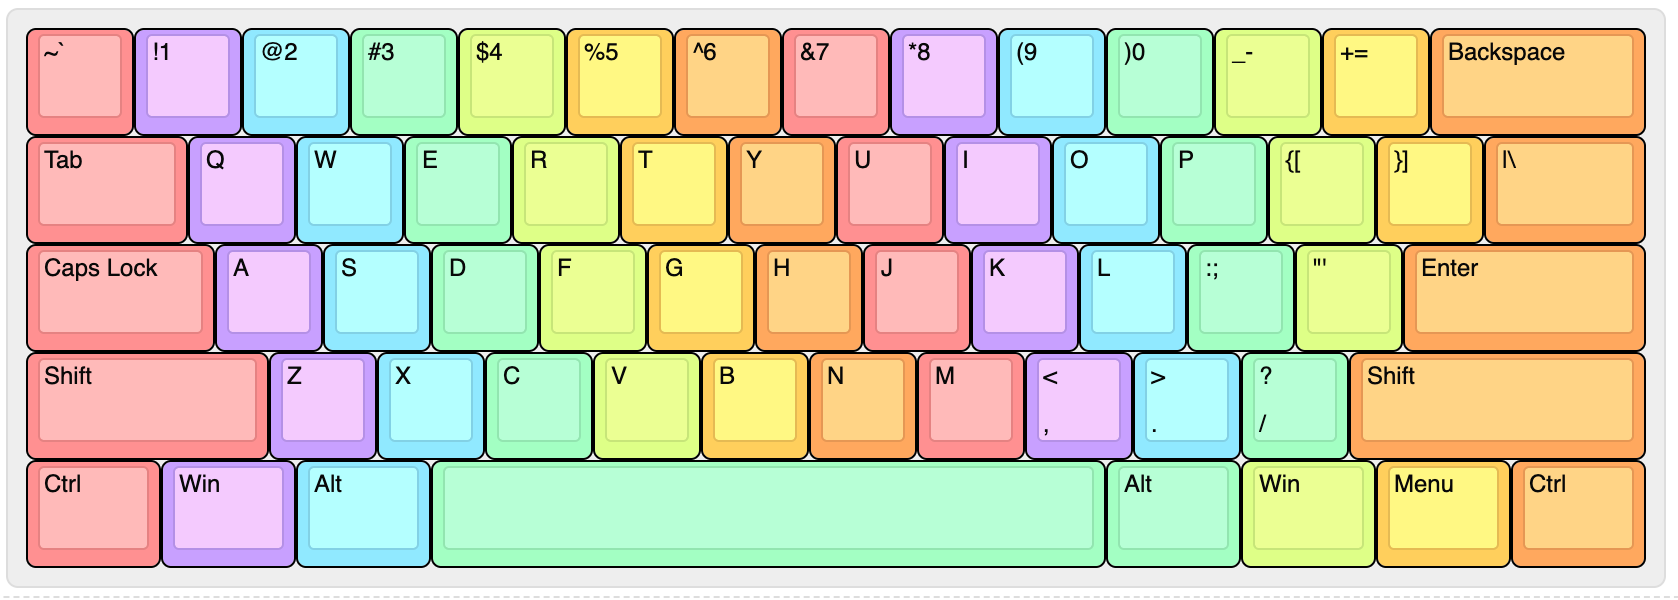 ~` !1 @2 #3 $4 %5 ^6 &7 *8 (9 )0 _- += Backspace
Tab Q W E R T Y U I O P {[ }] |\
Caps Lock A S D F G H J K L :; "' Enter
Shift Z X C V B N M < > ? Shift
, . /
Ctrl Win Alt Alt Win Menu Ctrl